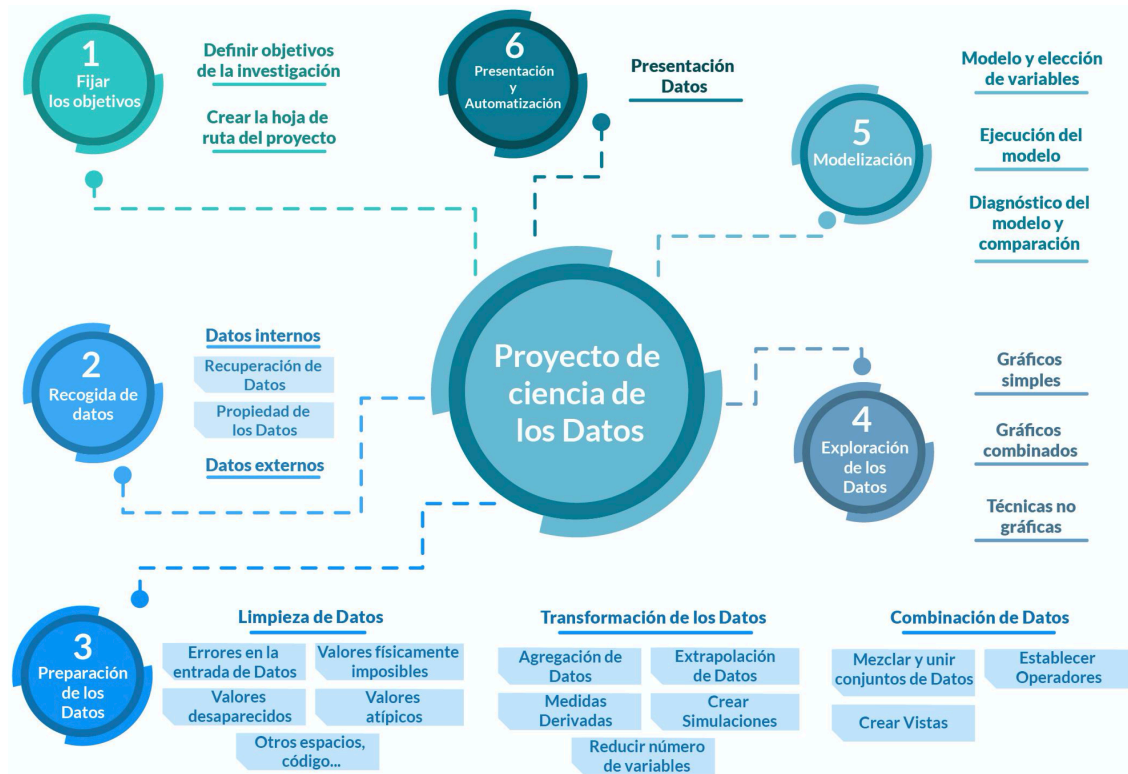 1
Fijar
los objetivos
Definir objetivos
de la investigación
Crear la hoja de
ruta del proyecto
6
Presentación
y
Automatización
Presentación
Datos
5
Modelización
Modelo y elección
de variables
Ejecución del
modelo
Diagnóstico del
modelo y
comparación
Proyecto de
ciencia de
los Datos
2
Recogida de
datos
Datos internos
Recuperación de
Datos
Propiedad de
los Datos
Datos externos
4
Exploración
de los
Datos
Gráficos
simples
Gráficos
combinados
Técnicas no
gráficas
3
Preparación
de los
Datos
Limpieza de Datos
Errores en la
entrada de Datos
Valores físicamente
imposibles
Valores
desaparecidos
Valores
atípicos
Otros espacios,
código...
Transformación de los Datos
Agregación de
Datos
Extrapolación
de Datos
Medidas
Derivadas
Crear
Simulaciones
Reducir número
de variables
Combinación de Datos
Mezclar y unir
conjuntos de Datos
Establecer
Operadores
Crear Vistas